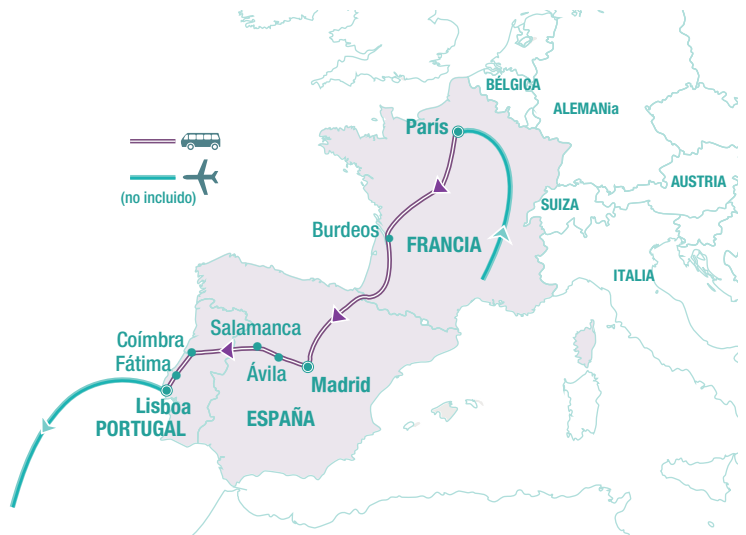 BÉLGICA
ALEMANia
París
(no incluido)
AUSTRIA
SUIZA
Burdeos
FRANCIA
ITALIA
Salamanca
Coímbra
Fátima
Ávila
Madrid
Lisboa
PORTUGAL
ESPAÑA